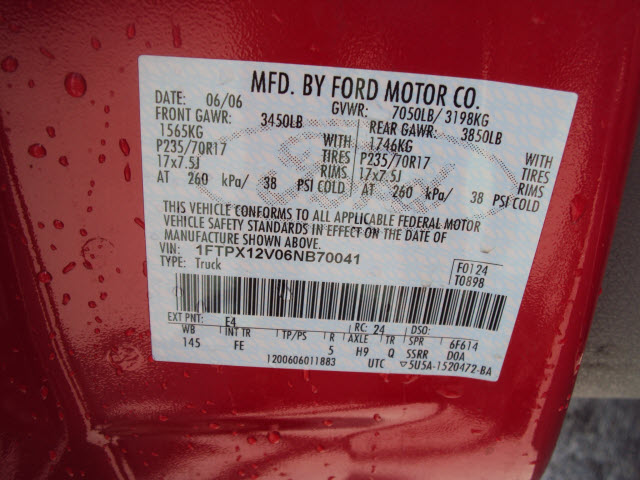 MFD. BY FORD MOTOR CO.
DATE: 06/06 GVWR: 7050LB/ 3198KG
FRONT GAWR: 3450LB REAR GAWR: 3850LB
1565KG WITH 1746KG WITH
P235/70R17 TIRES P235/70R17 TIRES
17x7.5J RIMS 17x7.5J RIMS
AT 260 kPa/ 38 PSI COLD AT 260 kPa/ 38 PSI COLD
THIS VEHICLE CONFORMS TO ALL APPLICABLE FEDERAL MOTOR
VEHICLE SAFETY STANDARDS IN EFFECT ON THE DATE OF
MANUFACTURE SHOWN ABOVE.
VIN: 1FTPX12V06NB70041 F0124
TYPE: Truck T0898
EXT PNT: E4 RC: 24 DSO:
WB INT TR TP/PS R AXLE TR SPR 6F614
145 FE 5 H9 Q SSRR D0A
1200606011883 UTC ▽5U5A-1520472-BA
Ford